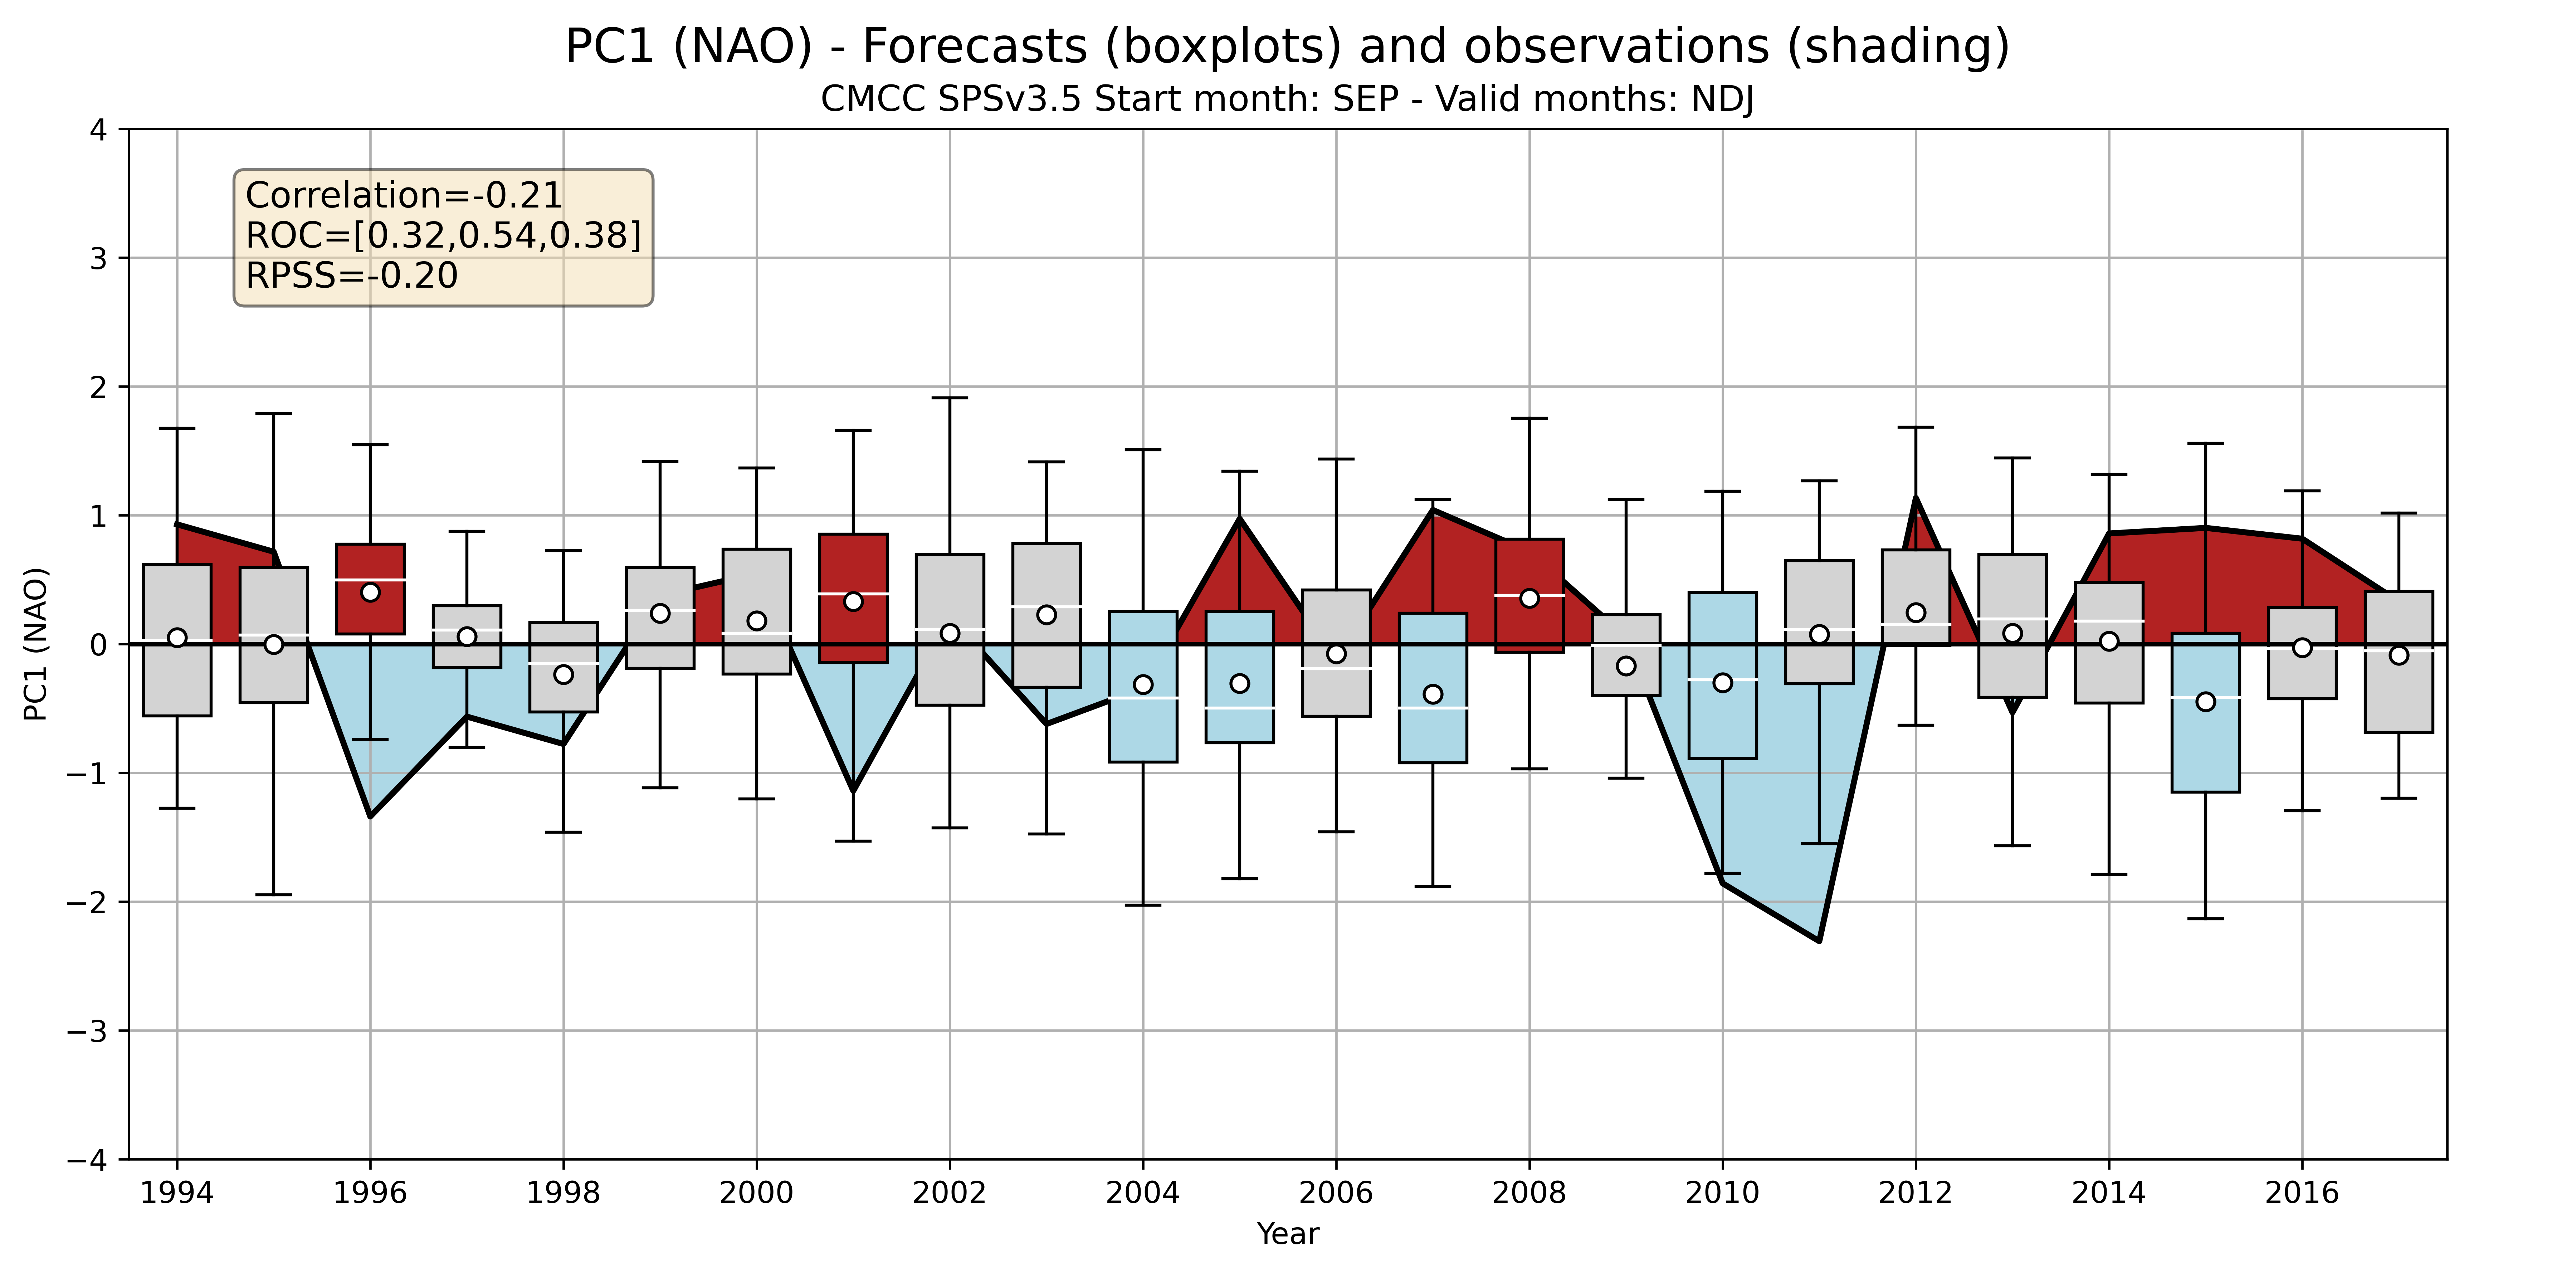 PC1 (NAO) - Forecasts (boxplots) and observations (shading)
CMCC SPSv3.5 Start month: SEP - Valid months: NDJ
Correlation=-0.21
ROC=[0.32,0.54,0.38]
RPSS=-0.20
PC1 (NAO)
4
3
2
1
0
−1
−2
−3
−4
1994 1996 1998 2000 2002 2004 2006 2008 2010 2012 2014 2016
Year